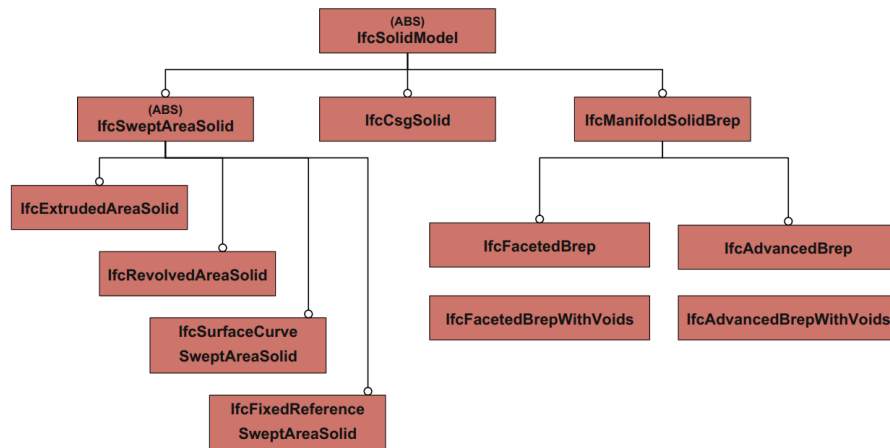 (ABS)
IfcSolidModel
(ABS)
IfcSweptAreaSolid
IfcCsgSolid
IfcManifoldSolidBrep
IfcExtrudedAreaSolid
IfcFacetedBrep
IfcAdvancedBrep
IfcRevolvedAreaSolid
IfcFacetedBrepWithVoids
IfcAdvancedBrepWithVoids
IfcSurfaceCurve
SweptAreaSolid
IfcFixedReference
SweptAreaSolid